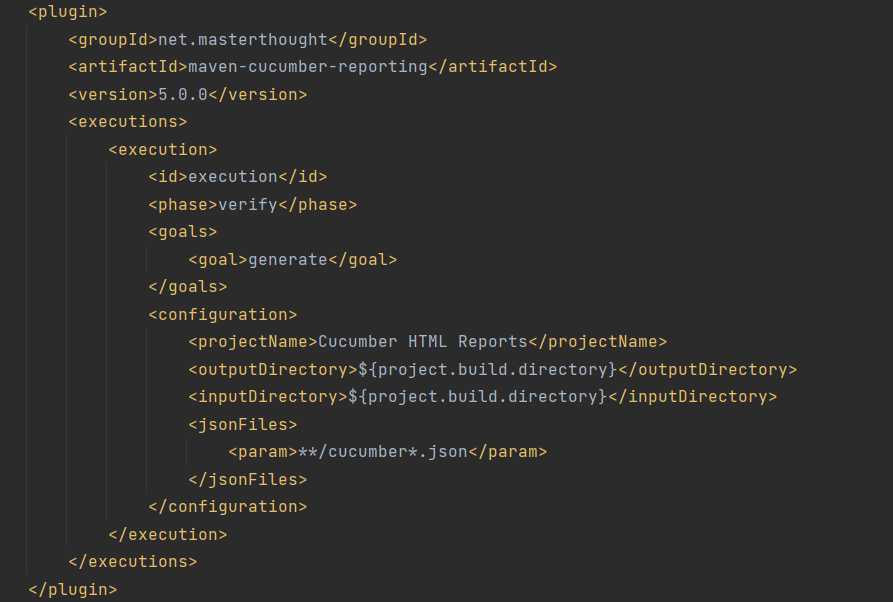 <plugin>
<groupId>net.masterthought</groupId>
<artifactId>maven-cucumber-reporting</artifactId>
<version>5.0.0</version>
<executions>
<execution>
<id>execution</id>
<phase>verify</phase>
<goals>
<goal>generate</goal>
</goals>
<configuration>
<projectName>Cucumber HTML Reports</projectName>
<outputDirectory>${project.build.directory}</outputDirectory>
<inputDirectory>${project.build.directory}</inputDirectory>
<jsonFiles>
<param>**/cucumber*.json</param>
</jsonFiles>
</configuration>
</execution>
</executions>
</plugin>